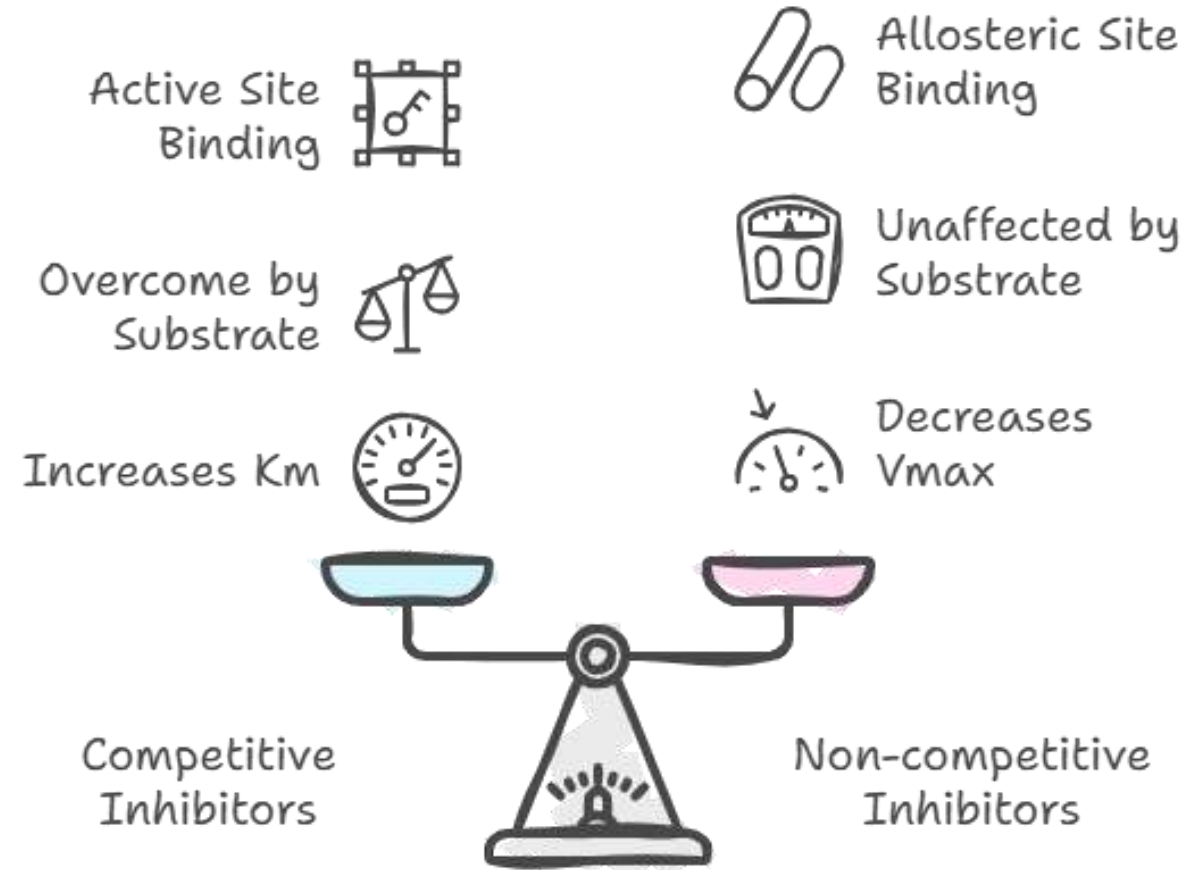 Active Site
Binding
Overcome by
Substrate
Increases Km
Allosteric Site
Binding
Unaffected by
Substrate
Decreases
Vmax
Competitive
Inhibitors
Non-competitive
Inhibitors